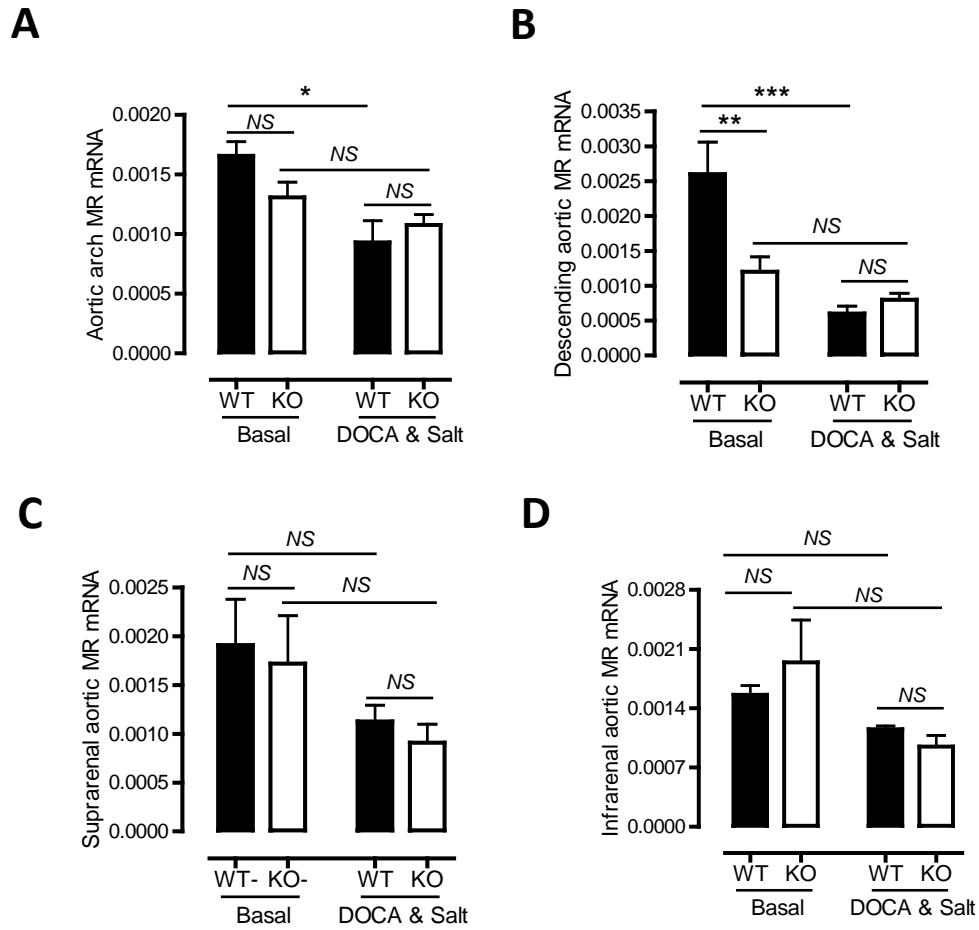 A
Aortic arch MR mRNA
0.0020
0.0015
0.0010
0.0005
0.0000
*
NS
NS
NS
WT KO WT KO
Basal DOCA & Salt
B
Descending aortic MR mRNA
0.0035
0.0030
0.0025
0.0020
0.0015
0.0010
0.0005
0.0000
***
**
NS
NS
WT KO WT KO
Basal DOCA & Salt
C
Suprarenal aortic MR mRNA
0.0025
0.0020
0.0015
0.0010
0.0005
0.0000
NS
NS
NS
NS
WT- KO- WT KO
Basal DOCA & Salt
D
Infrarenal aortic MR mRNA
0.0028
0.0021
0.0014
0.0007
0.0000
NS
NS
NS
NS
WT KO WT KO
Basal DOCA & Salt